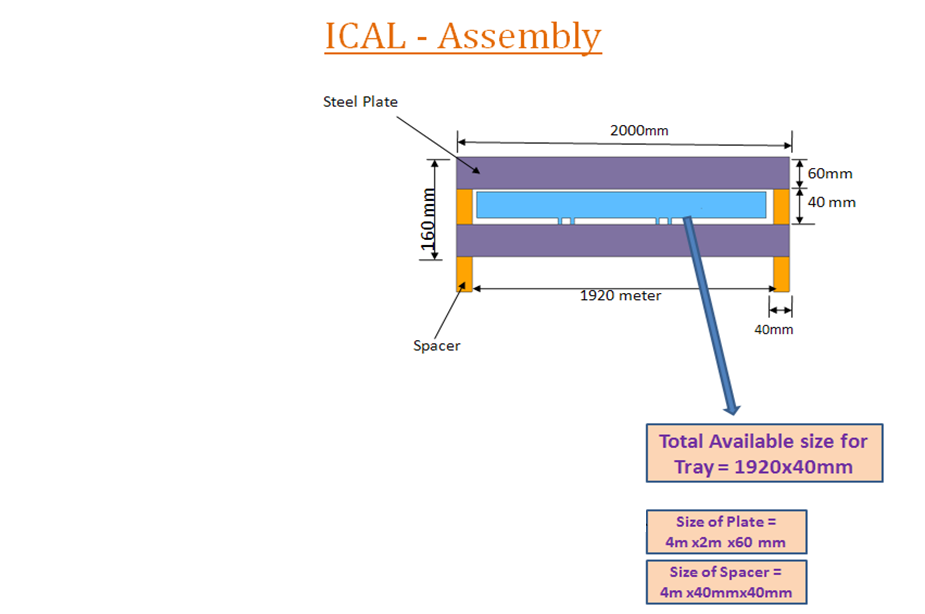 ICAL - Assembly
Steel Plate
2000mm
60mm
40 mm
160 mm
1920 meter
40mm
Spacer
Total Available size for
Tray = 1920x40mm
Size of Plate =
4m x2m x60 mm
Size of Spacer =
4m x40mmx40mm